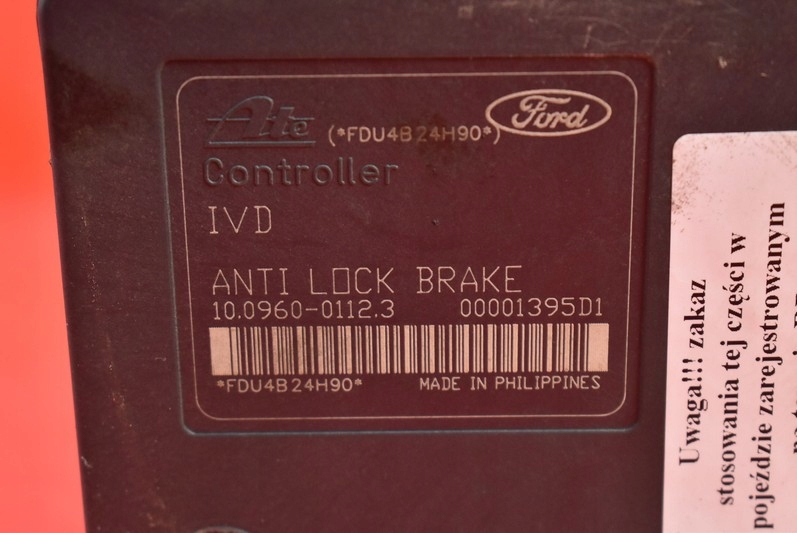 Ate (*FDU4B24H90*) Ford
Controller
IVD
ANTI LOCK BRAKE
10.0960-0112.3 00001395D1
*FDU4B24H90* MADE IN PHILIPPINES
Uwaga!!! zakaz
stosowania tej części w
pojeździe zarejestrowanym